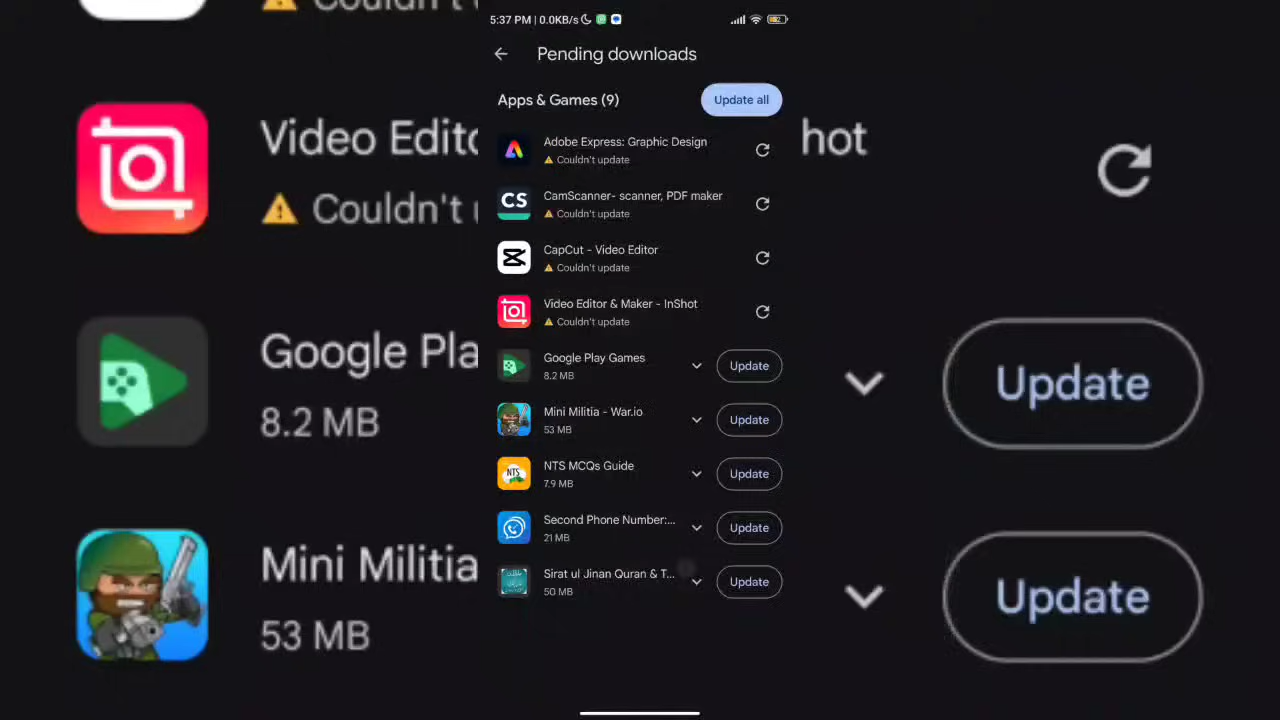 Couldn't
5:37 PM | 0.0KB/s
52
Pending downloads
Apps & Games (9)
Update all
Adobe Express: Graphic Design
Couldn't update
CS
CamScanner- scanner, PDF maker
Couldn't update
CapCut - Video Editor
Couldn't update
Video Editor & Maker - InShot
Couldn't update
Google Play Games
8.2 MB
Update
Mini Militia - War.io
53 MB
Update
NTS
NTS MCQs Guide
7.9 MB
Update
Second Phone Number:...
21 MB
Update
Sirat ul Jinan Quran & T...
50 MB
Update
Video Edito
hot
Couldn't u
Google Pla
8.2 MB
Update
Mini Militia
53 MB
Update